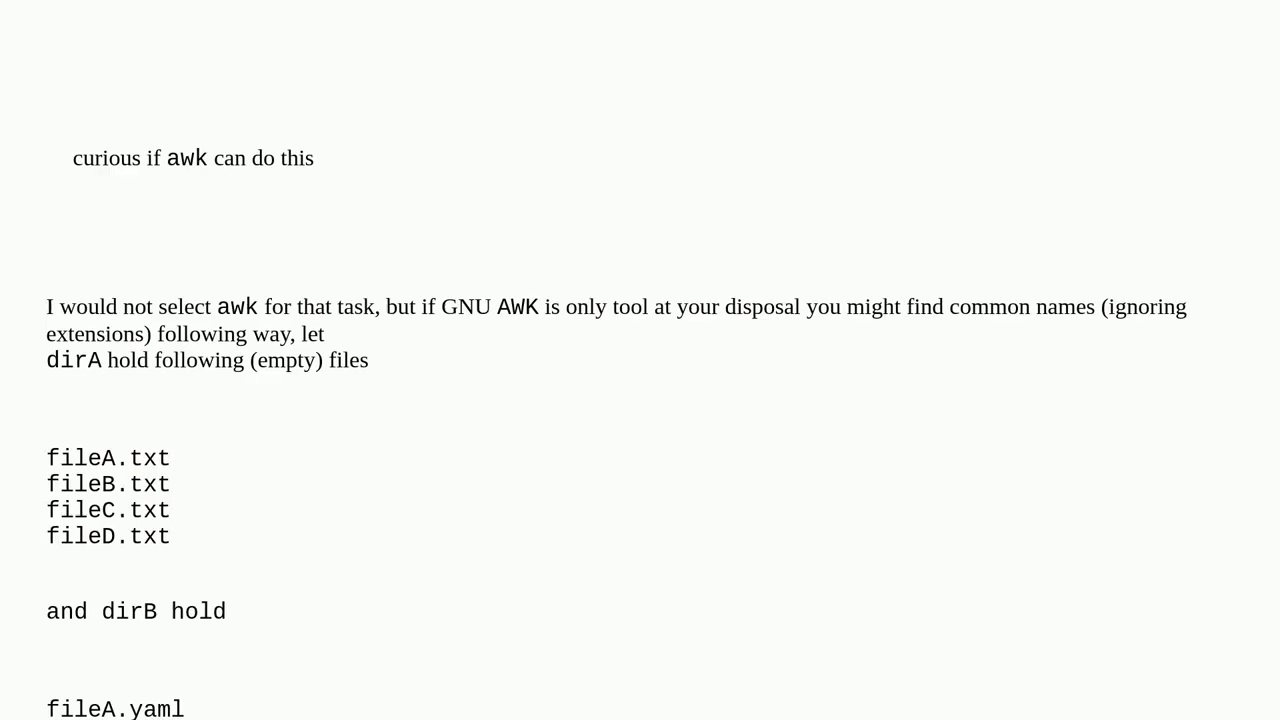 curious if awk can do this
I would not select awk for that task, but if GNU AWK is only tool at your disposal you might find common names (ignoring
extensions) following way, let
dirA hold following (empty) files
fileA.txt
fileB.txt
fileC.txt
fileD.txt
and dirB hold
fileA.yaml